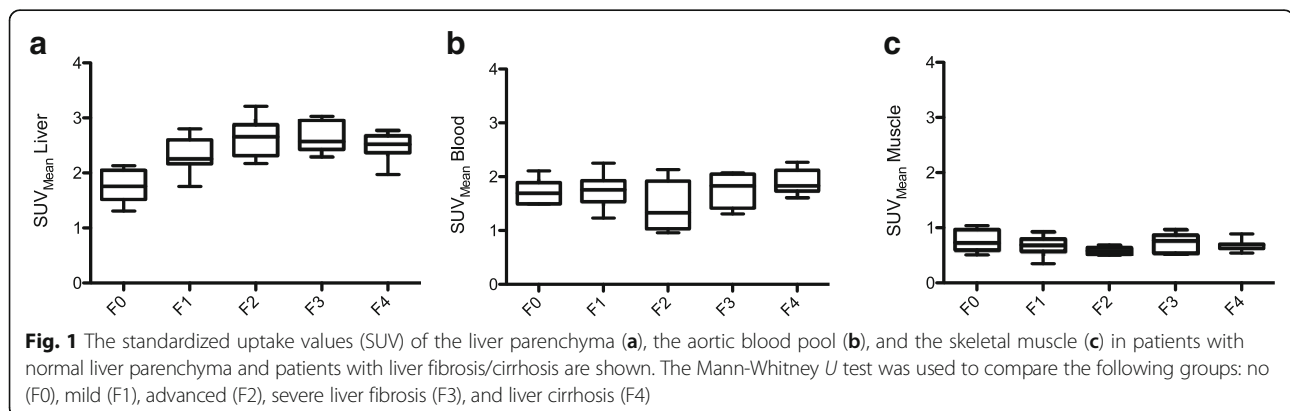 a
4
3
2
1
0
SUVMean Liver
F0 F1 F2 F3 F4
b
4
3
2
1
0
SUVMean Blood
F0 F1 F2 F3 F4
c
4
3
2
1
0
SUVMean Muscle
F0 F1 F2 F3 F4
Fig. 1 The standardized uptake values (SUV) of the liver parenchyma (a), the aortic blood pool (b), and the skeletal muscle (c) in patients with
normal liver parenchyma and patients with liver fibrosis/cirrhosis are shown. The Mann-Whitney U test was used to compare the following groups: no
(F0), mild (F1), advanced (F2), severe liver fibrosis (F3), and liver cirrhosis (F4)